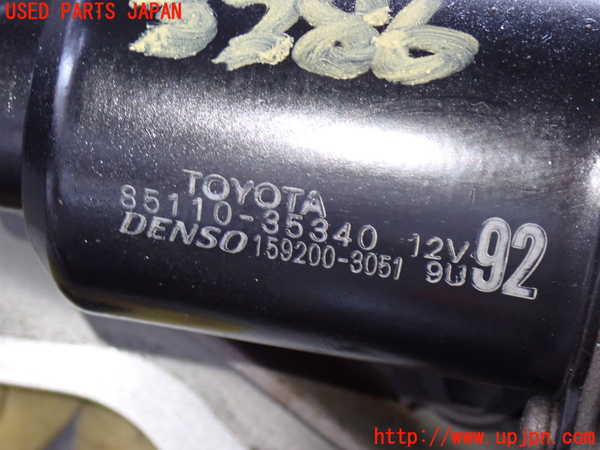 USED PARTS JAPAN
TOYOTA
85110-35340 12V
DENSO 159200-3051 9U 92
http://www.upjpn.com